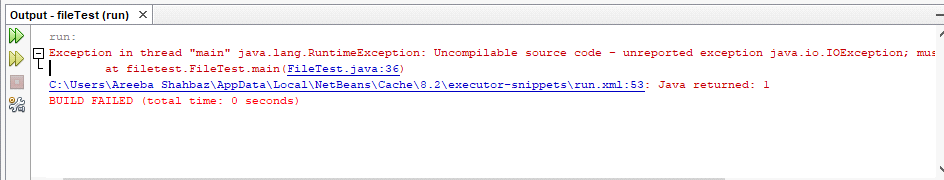 Output - fileTest (run)
run:
Exception in thread "main" java.lang.RuntimeException: Uncompilable source code - unreported exception java.io.IOException; mus
at filetest.FileTest.main(FileTest.java:36)
C:\Users\Areeba Shahbaz\AppData\Local\NetBeans\Cache\8.2\executor-snippets\run.xml:53: Java returned: 1
BUILD FAILED (total time: 0 seconds)